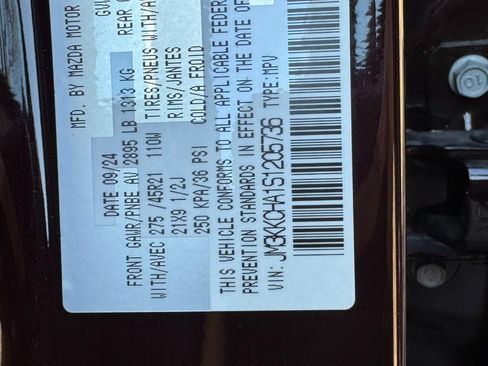 MFD. BY MAZDA MOTOR
09/24 GVW
FRONT GAWR/PNBE AV 2895 LB 1313 KG REAR G
WITH/AVEC 275 /45R21 110W TIRES/PNEUS WITH/A
21X9 1/2J RIMS/JANTES
250 KPA/36 PSI COLD/A FROID
THIS VEHICLE CONFORMS TO ALL APPLICABLE FEDER
PREVENTION STANDARDS IN EFFECT ON THE DATE OF
VIN: JM3KKCHA1S1205736 TYPE: MPV